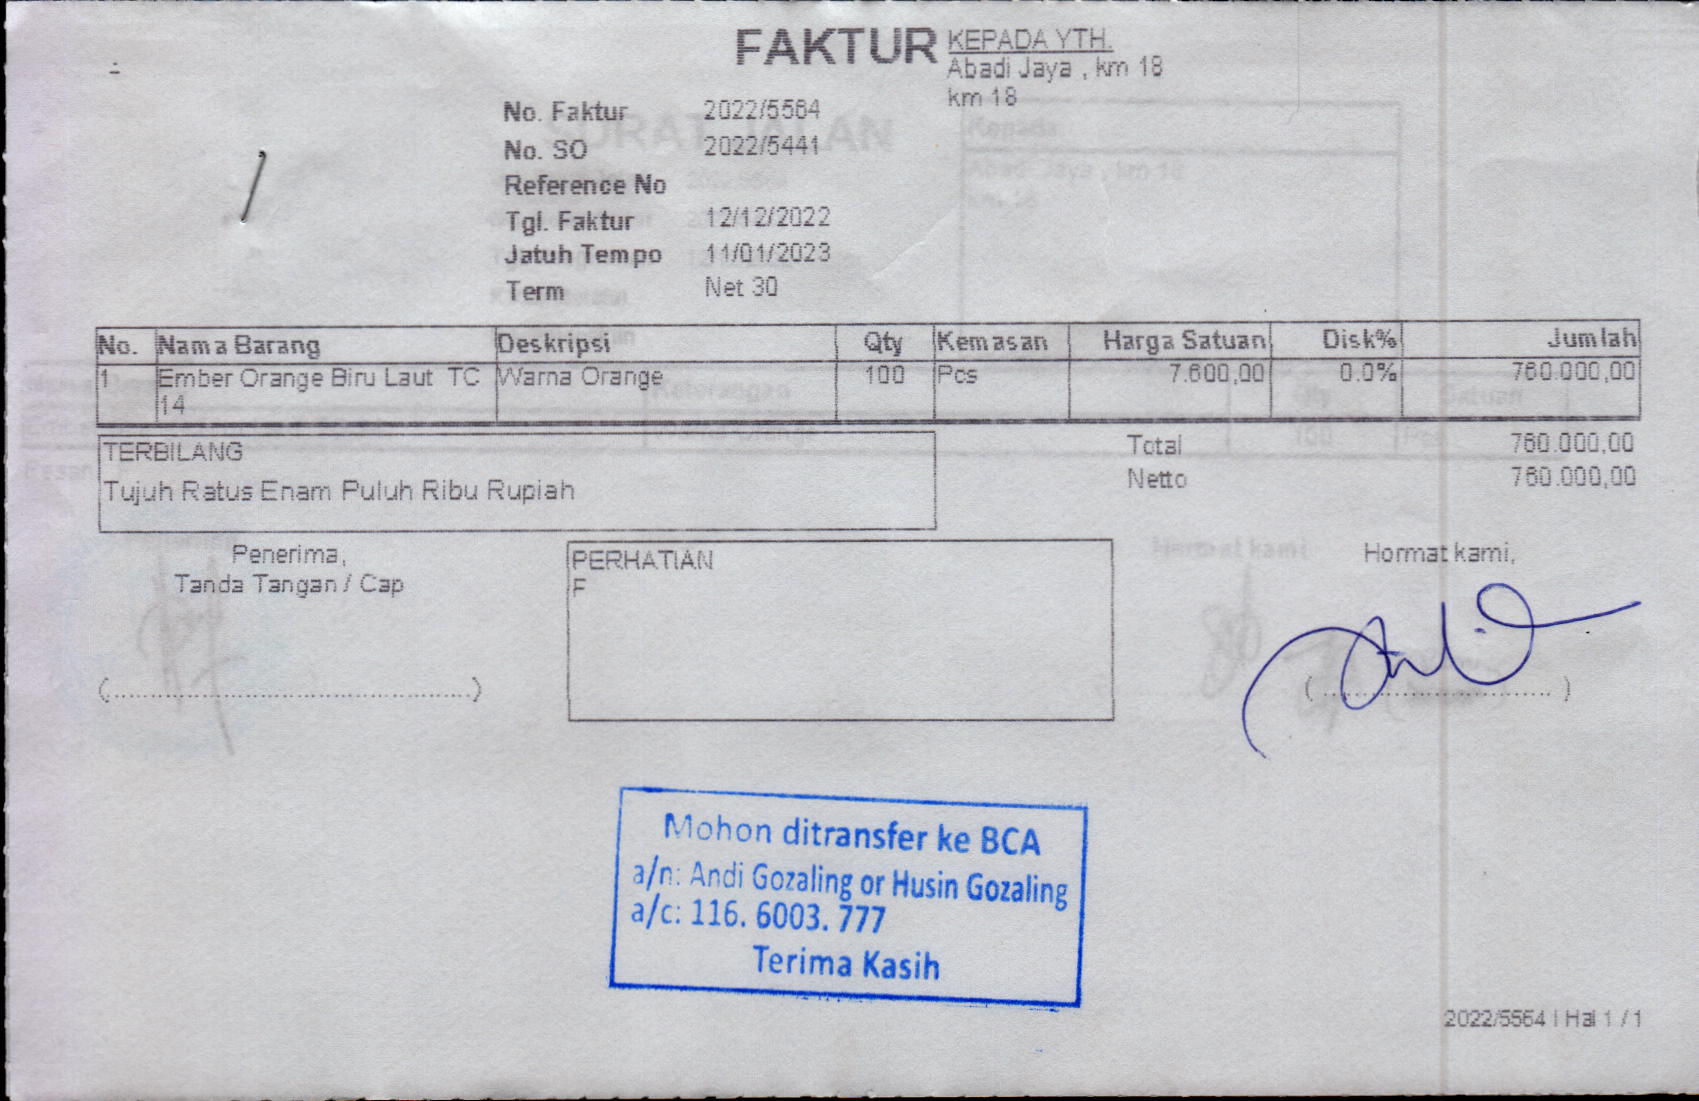 FAKTUR
KEPADA YTH.
Abadi Jaya , km 18
km 18
No. Faktur 2022/5564
No. SO 2022/5441
Reference No
Tgl. Faktur 12/12/2022
Jatuh Tempo 11/01/2023
Term Net 30
No. Nama Barang Deskripsi Qty Kemasan Harga Satuan Disk% Jumlah
1 Ember Orange Biru Laut TC Warna Orange 100 Pcs 7.600,00 0.0% 760.000,00
14
TERBILANG
Tujuh Ratus Enam Puluh Ribu Rupiah
Total 760.000,00
Netto 760.000,00
Penerima,
Tanda Tangan / Cap
(........................................)
PERHATIAN
F
Hormat kami,
(............................)
Mohon ditransfer ke BCA
a/n: Andi Gozaling or Husin Gozaling
a/c: 116. 6003. 777
Terima Kasih
2022/5564 | Hal 1 / 1